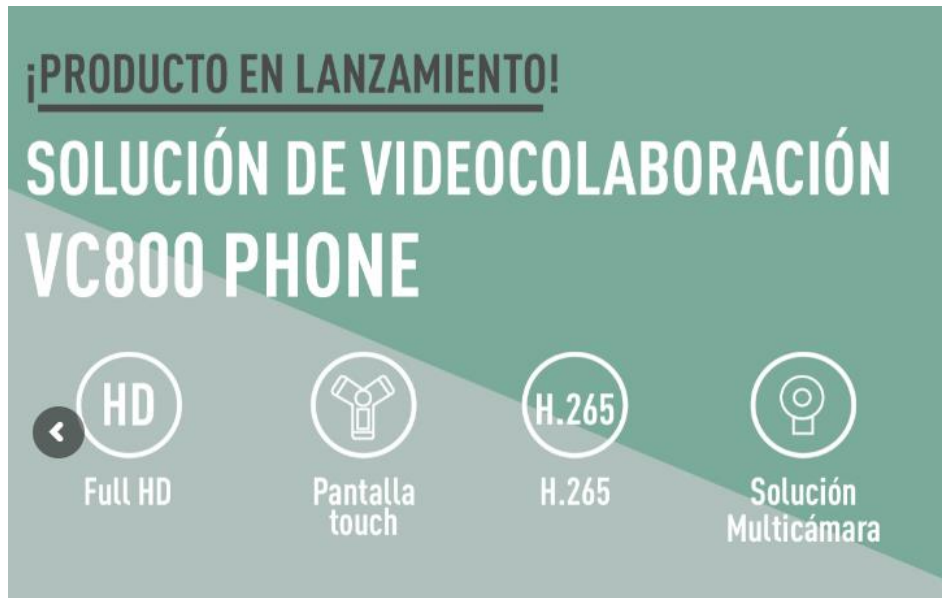 ¡PRODUCTO EN LANZAMIENTO!
SOLUCIÓN DE VIDEOCOLABORACIÓN
VC800 PHONE
HD
H.265
Full HD
Pantalla
touch
H.265
Solución
Multicámara